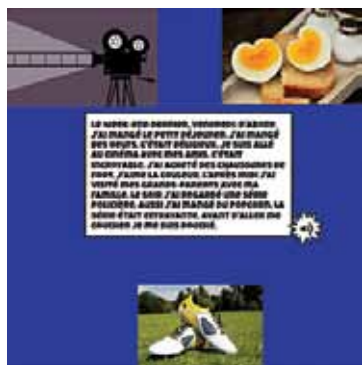 LE WEEK-END DERNIER, VENDREDI D'ABORD,
J'AI MANGÉ LE PETIT DÉJEUNER. J'AI MANGÉ
DES OEUFS. C'ÉTAIT DÉLICIEUX. JE SUIS ALLÉ
AU CINÉMA AVEC MES AMIS. C'ÉTAIT
INCROYABLE. J'AI ACHETÉ DES CHAUSSURES DE
FOOT. J'AIME LA COULEUR. L'APRÈS MIDI J'AI
VISITÉ MES GRANDS-PARENTS AVEC MA
FAMILLE. LE SOIR J'AI REGARDÉ UNE SÉRIE
POLICIÈRE. AUSSI J'AI MANGÉ DU POPCORN. LA
SÉRIE ÉTAIT AVANT D'ALLER ME
COUCHER JE ME SUIS DOUCHÉ.